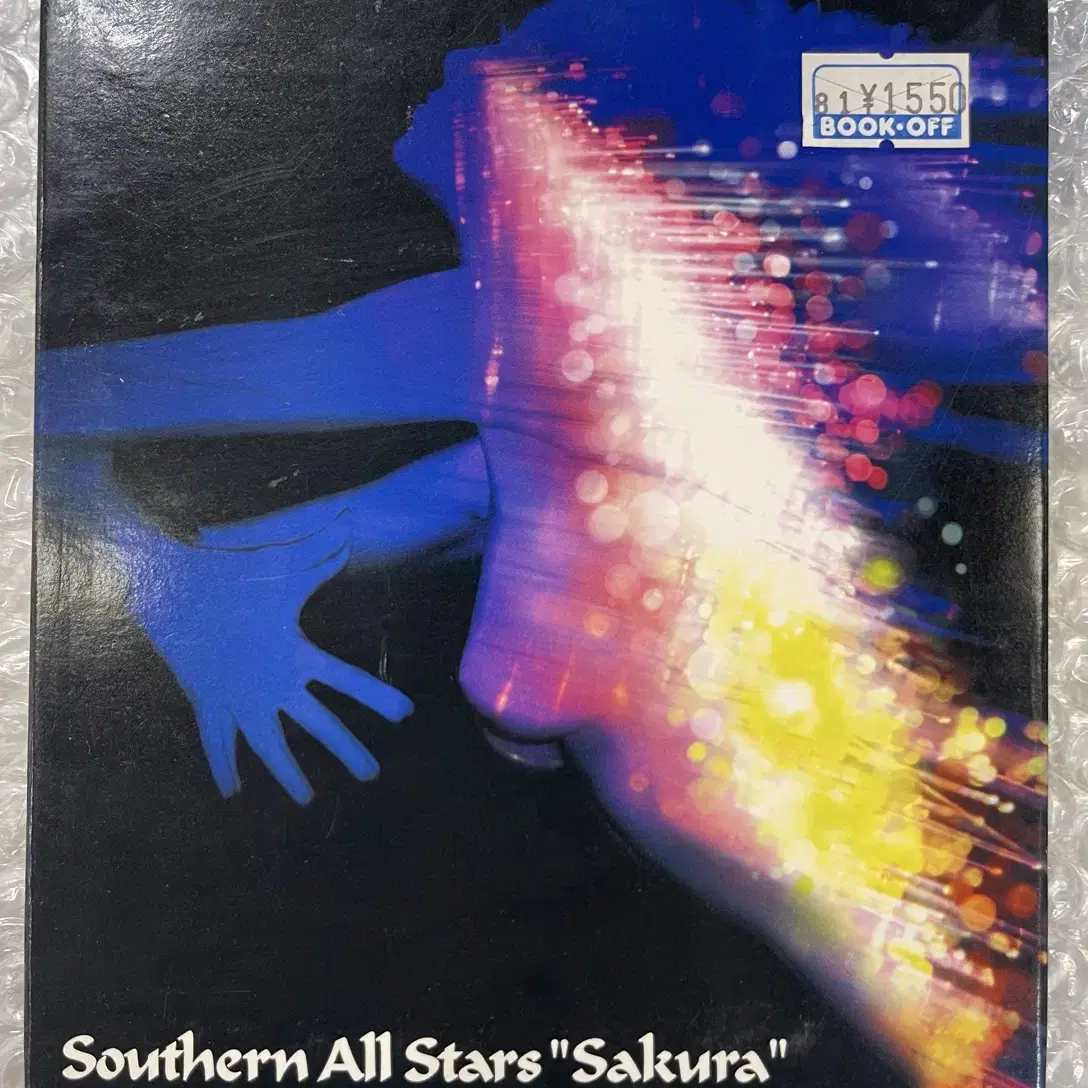 81 ¥1550
BOOK•OFF
Southern All Stars "Sakura"